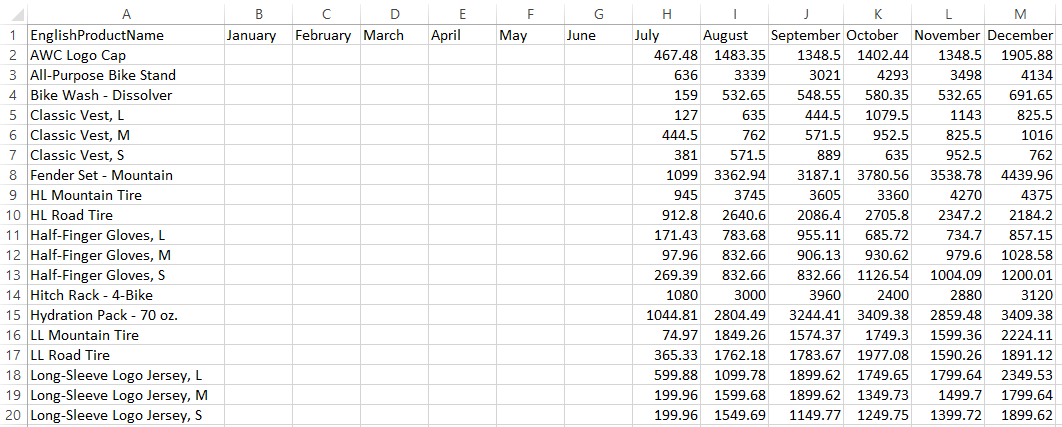 A B C D E F G H I J K L M
1 EnglishProductName January February March April May June July August September October November December
2 AWC Logo Cap 467.48 1483.35 1348.5 1402.44 1348.5 1905.88
3 All-Purpose Bike Stand 636 3339 3021 4293 3498 4134
4 Bike Wash - Dissolver 159 532.65 548.55 580.35 532.65 691.65
5 Classic Vest, L 127 635 444.5 1079.5 1143 825.5
6 Classic Vest, M 444.5 762 571.5 952.5 825.5 1016
7 Classic Vest, S 381 571.5 889 635 952.5 762
8 Fender Set - Mountain 1099 3362.94 3187.1 3780.56 3538.78 4439.96
9 HL Mountain Tire 945 3745 3605 3360 4270 4375
10 HL Road Tire 912.8 2640.6 2086.4 2705.8 2347.2 2184.2
11 Half-Finger Gloves, L 171.43 783.68 955.11 685.72 734.7 857.15
12 Half-Finger Gloves, M 97.96 832.66 906.13 930.62 979.6 1028.58
13 Half-Finger Gloves, S 269.39 832.66 832.66 1126.54 1004.09 1200.01
14 Hitch Rack - 4-Bike 1080 3000 3960 2400 2880 3120
15 Hydration Pack - 70 oz. 1044.81 2804.49 3244.41 3409.38 2859.48 3409.38
16 LL Mountain Tire 74.97 1849.26 1574.37 1749.3 1599.36 2224.11
17 LL Road Tire 365.33 1762.18 1783.67 1977.08 1590.26 1891.12
18 Long-Sleeve Logo Jersey, L 599.88 1099.78 1899.62 1749.65 1799.64 2349.53
19 Long-Sleeve Logo Jersey, M 199.96 1599.68 1899.62 1349.73 1499.7 1799.64
20 Long-Sleeve Logo Jersey, S 199.96 1549.69 1149.77 1249.75 1399.72 1899.62